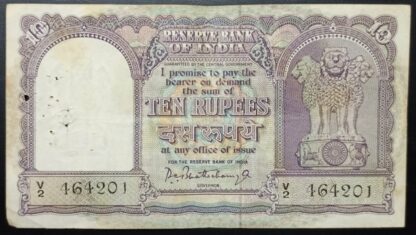 RESERVE BANK
OF INDIA
GUARANTEED BY THE CENTRAL GOVERNMENT
I promise to pay the
bearer on demand
the sum of
TEN RUPEES
दस रुपये
at any office of issue
FOR THE RESERVE BANK OF INDIA
GOVERNOR
V/2 464201
V/2 464201